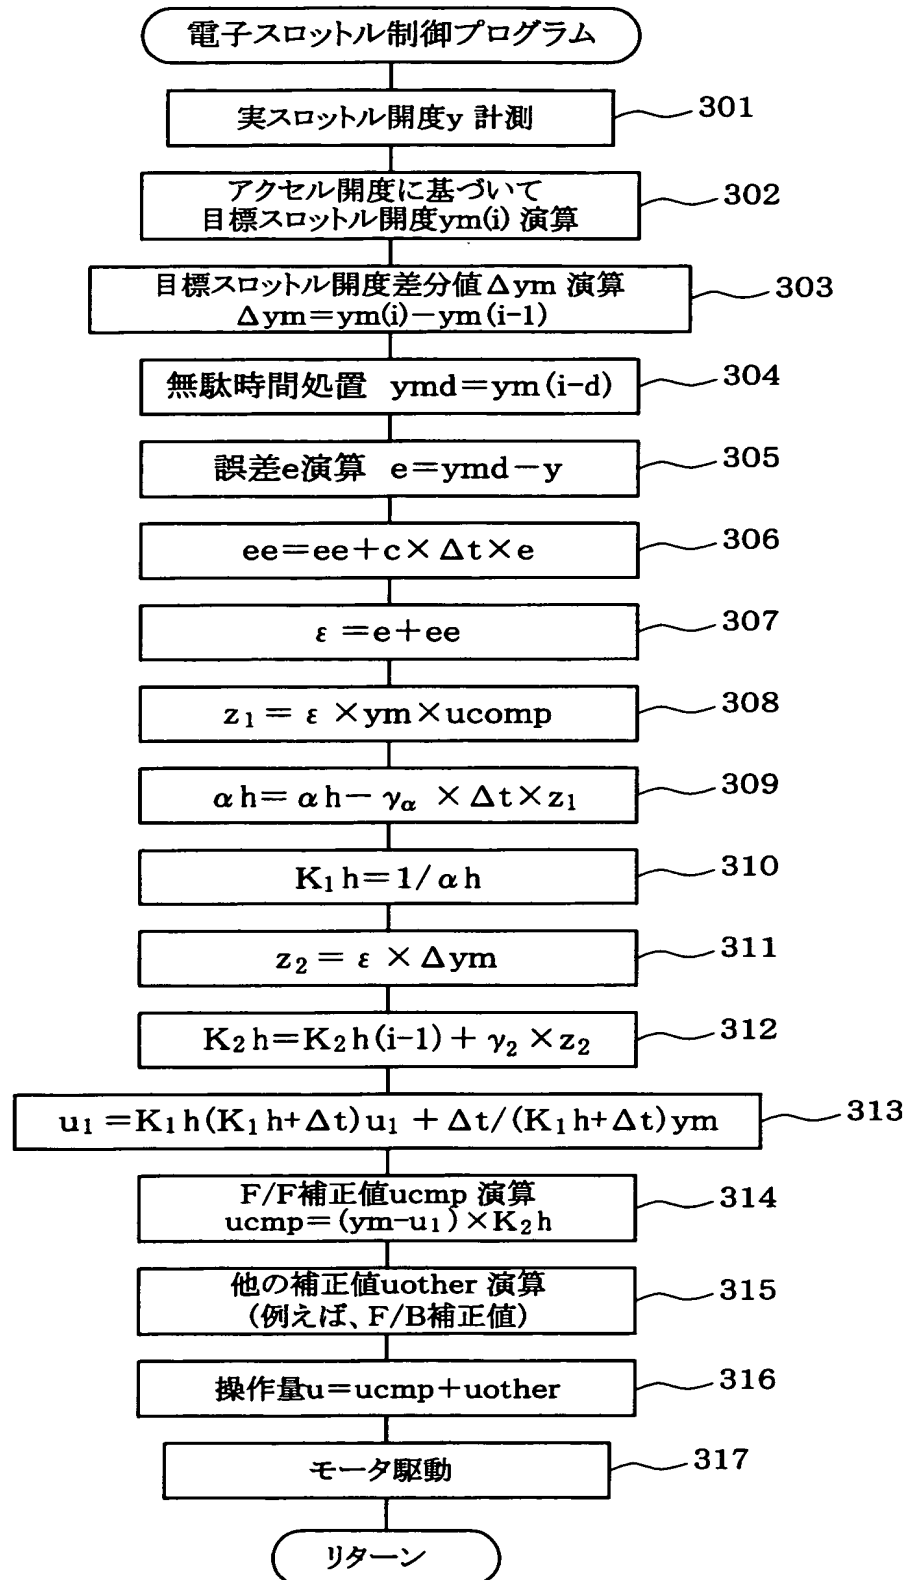 電子スロットル制御プログラム
実スロットル開度y 計測
301
アクセル開度に基づいて
目標スロットル開度ym(i) 演算
302
目標スロットル開度差分値Δym 演算
Δym=ym(i)−ym(i-1)
303
無駄時間処置 ymd=ym(i-d)
304
誤差e演算 e=ymd−y
305
ee=ee+c×Δt×e
306
ε=e+ee
307
z₁=ε×ym×ucomp
308
αh=αh−γα×Δt×z₁
309
K₁h=1/αh
310
z₂=ε×Δym
311
K₂h=K₂h(i-1)+γ₂×z₂
312
u₁=K₁h(K₁h+Δt)u₁+Δt/(K₁h+Δt)ym
313
F/F補正値ucmp 演算
ucmp=(ym-u₁)×K₂h
314
他の補正値uother 演算
(例えば、F/B補正値)
315
操作量u=ucmp+uother
316
モータ駆動
317
リターン